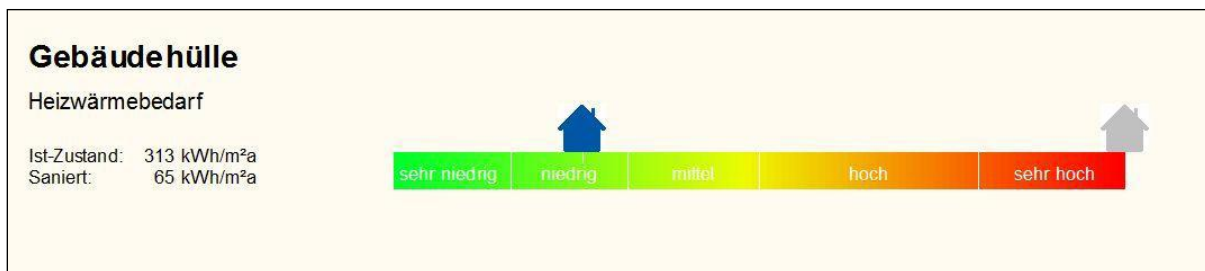 Gebäudehülle
Heizwärmebedarf
Ist-Zustand: 313 kWh/m²a
Saniert: 65 kWh/m²a
sehr niedrig niedrig mittel hoch sehr hoch